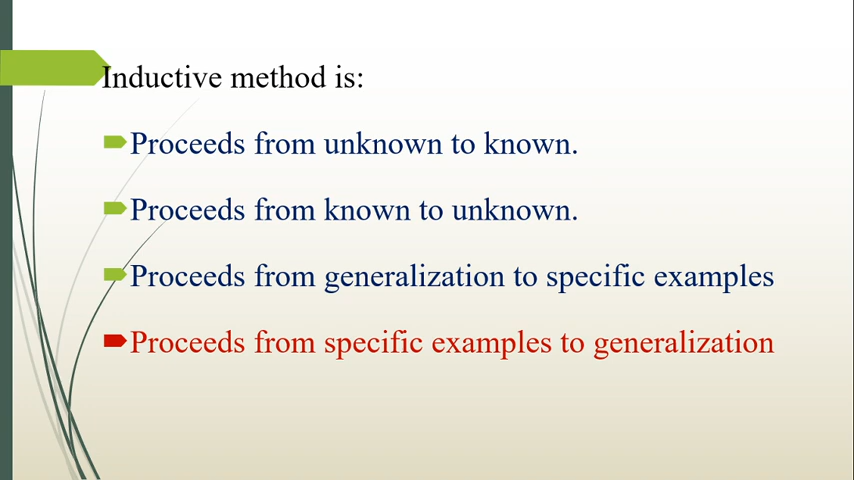 Inductive method is:
Proceeds from unknown to known.
Proceeds from known to unknown.
Proceeds from generalization to specific examples
Proceeds from specific examples to generalization